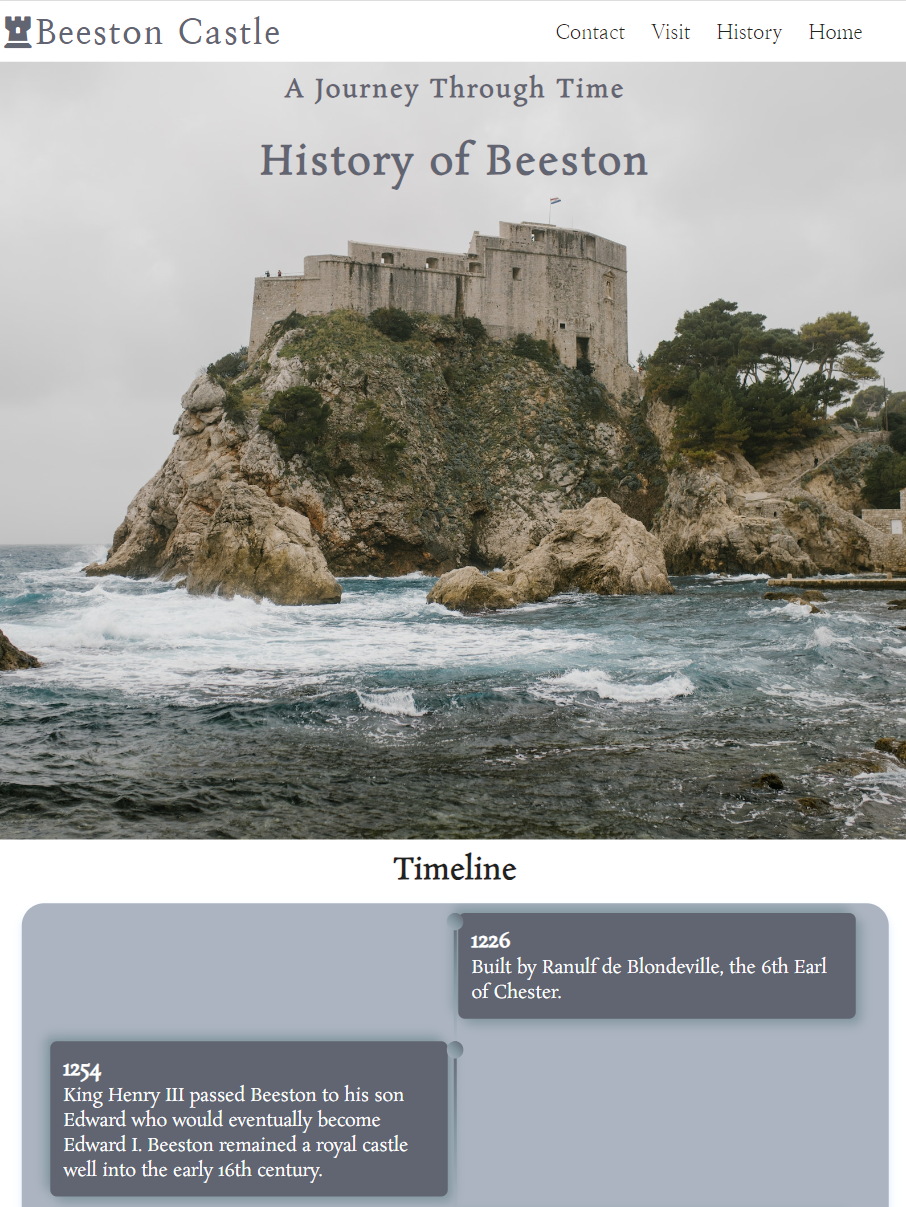 Beeston Castle
Contact Visit History Home
A Journey Through Time
History of Beeston
Timeline
1226
Built by Ranulf de Blondeville, the 6th Earl
of Chester.
1254
King Henry III passed Beeston to his son
Edward who would eventually become
Edward I. Beeston remained a royal castle
well into the early 16th century.